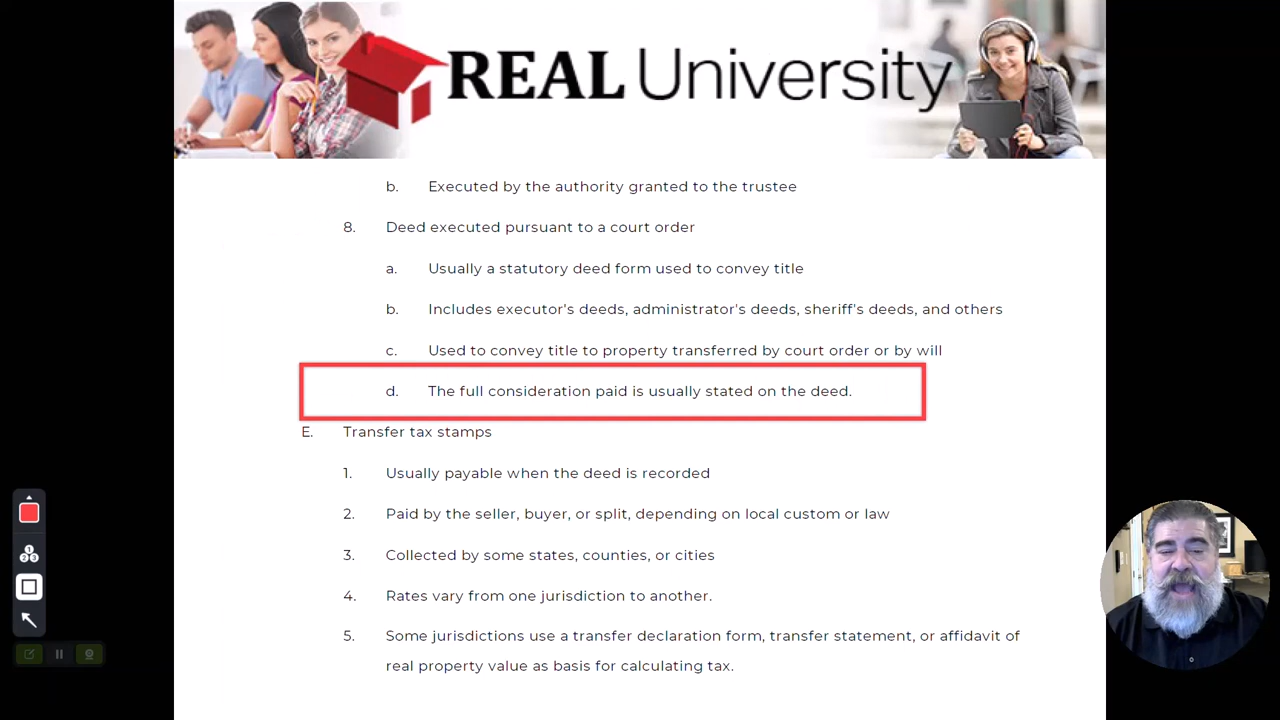 REAL University
b. Executed by the authority granted to the trustee
8. Deed executed pursuant to a court order
a. Usually a statutory deed form used to convey title
b. Includes executor's deeds, administrator's deeds, sheriff's deeds, and others
c. Used to convey title to property transferred by court order or by will
d. The full consideration paid is usually stated on the deed.
E. Transfer tax stamps
1. Usually payable when the deed is recorded
2. Paid by the seller, buyer, or split, depending on local custom or law
3. Collected by some states, counties, or cities
4. Rates vary from one jurisdiction to another.
5. Some jurisdictions use a transfer declaration form, transfer statement, or affidavit of
real property value as basis for calculating tax.